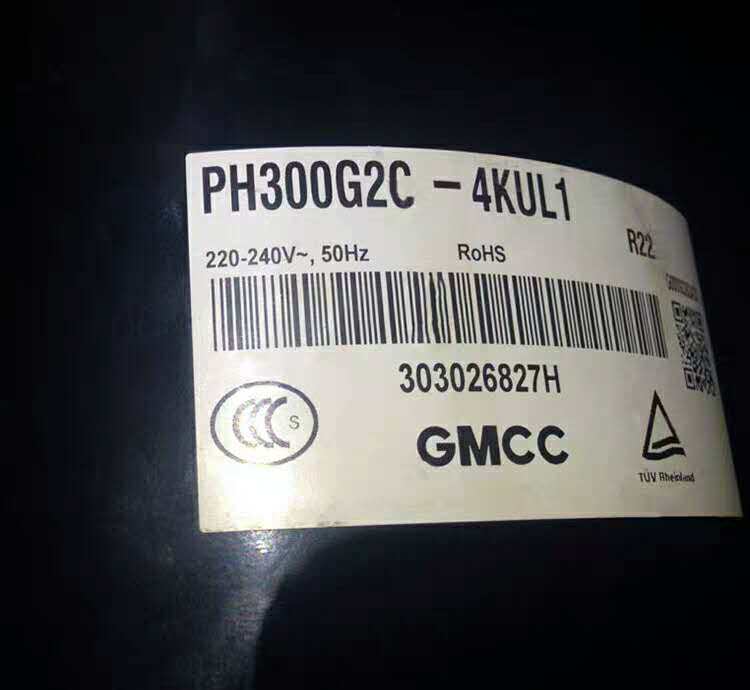 PH300G2C - 4KUL1
220-240V~, 50Hz RoHS R22
303026827H
S
GMCC
TÜV Rheinland